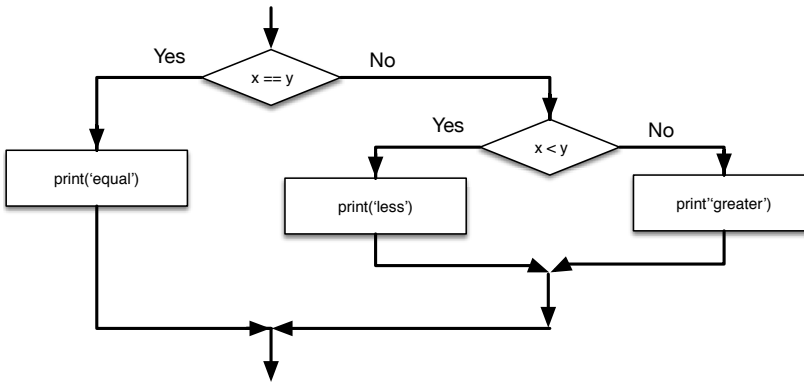 Yes
No
x == y
Yes
No
x < y
print(‘equal’)
print(‘less’)
print’‘greater’)